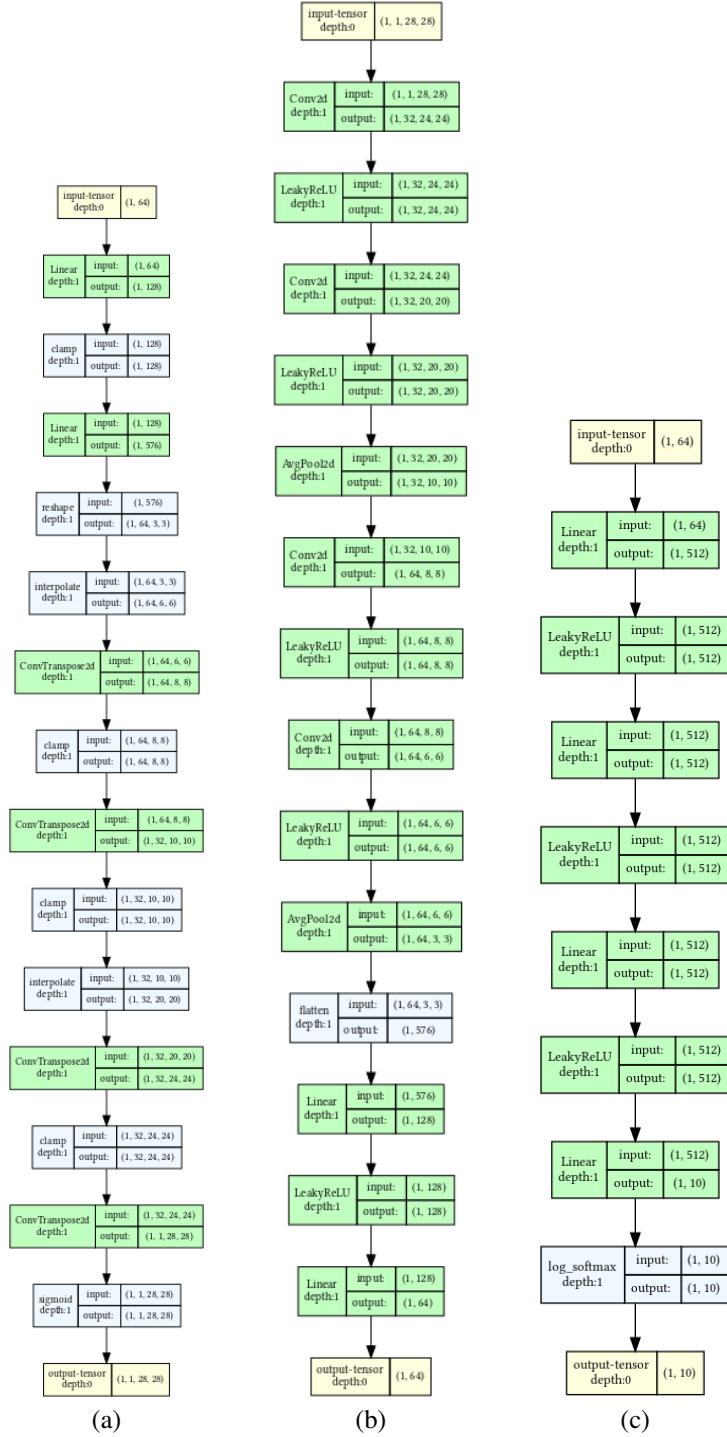 input-tensor
depth:0
(1, 64)
Linear
depth:1
input:
(1, 64)
output:
(1, 128)
clamp
depth:1
input:
(1, 128)
output:
(1, 128)
Linear
depth:1
input:
(1, 128)
output:
(1, 576)
reshape
depth:1
input:
(1, 576)
output:
(1, 64, 3, 3)
interpolate
depth:1
input:
(1, 64, 3, 3)
output:
(1, 64, 6, 6)
ConvTranspose2d
depth:1
input:
(1, 64, 6, 6)
output:
(1, 64, 8, 8)
clamp
depth:1
input:
(1, 64, 8, 8)
output:
(1, 64, 8, 8)
ConvTranspose2d
depth:1
input:
(1, 64, 8, 8)
output:
(1, 32, 10, 10)
clamp
depth:1
input:
(1, 32, 10, 10)
output:
(1, 32, 10, 10)
interpolate
depth:1
input:
(1, 32, 10, 10)
output:
(1, 32, 20, 20)
ConvTranspose2d
depth:1
input:
(1, 32, 20, 20)
output:
(1, 32, 24, 24)
clamp
depth:1
input:
(1, 32, 24, 24)
output:
(1, 32, 24, 24)
ConvTranspose2d
depth:1
input:
(1, 32, 24, 24)
output:
(1, 1, 28, 28)
sigmoid
depth:1
input:
(1, 1, 28, 28)
output:
(1, 1, 28, 28)
output-tensor
depth:0
(1, 1, 28, 28)
(a)
input-tensor
depth:0
(1, 1, 28, 28)
Conv2d
depth:1
input:
(1, 1, 28, 28)
output:
(1, 32, 24, 24)
LeakyReLU
depth:1
input:
(1, 32, 24, 24)
output:
(1, 32, 24, 24)
Conv2d
depth:1
input:
(1, 32, 24, 24)
output:
(1, 32, 20, 20)
LeakyReLU
depth:1
input:
(1, 32, 20, 20)
output:
(1, 32, 20, 20)
AvgPool2d
depth:1
input:
(1, 32, 20, 20)
output:
(1, 32, 10, 10)
Conv2d
depth:1
input:
(1, 32, 10, 10)
output:
(1, 64, 8, 8)
LeakyReLU
depth:1
input:
(1, 64, 8, 8)
output:
(1, 64, 8, 8)
Conv2d
depth:1
input:
(1, 64, 8, 8)
output:
(1, 64, 6, 6)
LeakyReLU
depth:1
input:
(1, 64, 6, 6)
output:
(1, 64, 6, 6)
AvgPool2d
depth:1
input:
(1, 64, 6, 6)
output:
(1, 64, 3, 3)
flatten
depth:1
input:
(1, 64, 3, 3)
output:
(1, 576)
Linear
depth:1
input:
(1, 576)
output:
(1, 128)
LeakyReLU
depth:1
input:
(1, 128)
output:
(1, 128)
Linear
depth:1
input:
(1, 128)
output:
(1, 64)
output-tensor
depth:0
(1, 64)
(b)
input-tensor
depth:0
(1, 64)
Linear
depth:1
input:
(1, 64)
output:
(1, 512)
LeakyReLU
depth:1
input:
(1, 512)
output:
(1, 512)
Linear
depth:1
input:
(1, 512)
output:
(1, 512)
LeakyReLU
depth:1
input:
(1, 512)
output:
(1, 512)
Linear
depth:1
input:
(1, 512)
output:
(1, 512)
LeakyReLU
depth:1
input:
(1, 512)
output:
(1, 512)
Linear
depth:1
input:
(1, 512)
output:
(1, 10)
log_softmax
depth:1
input:
(1, 10)
output:
(1, 10)
output-tensor
depth:0
(1, 10)
(c)